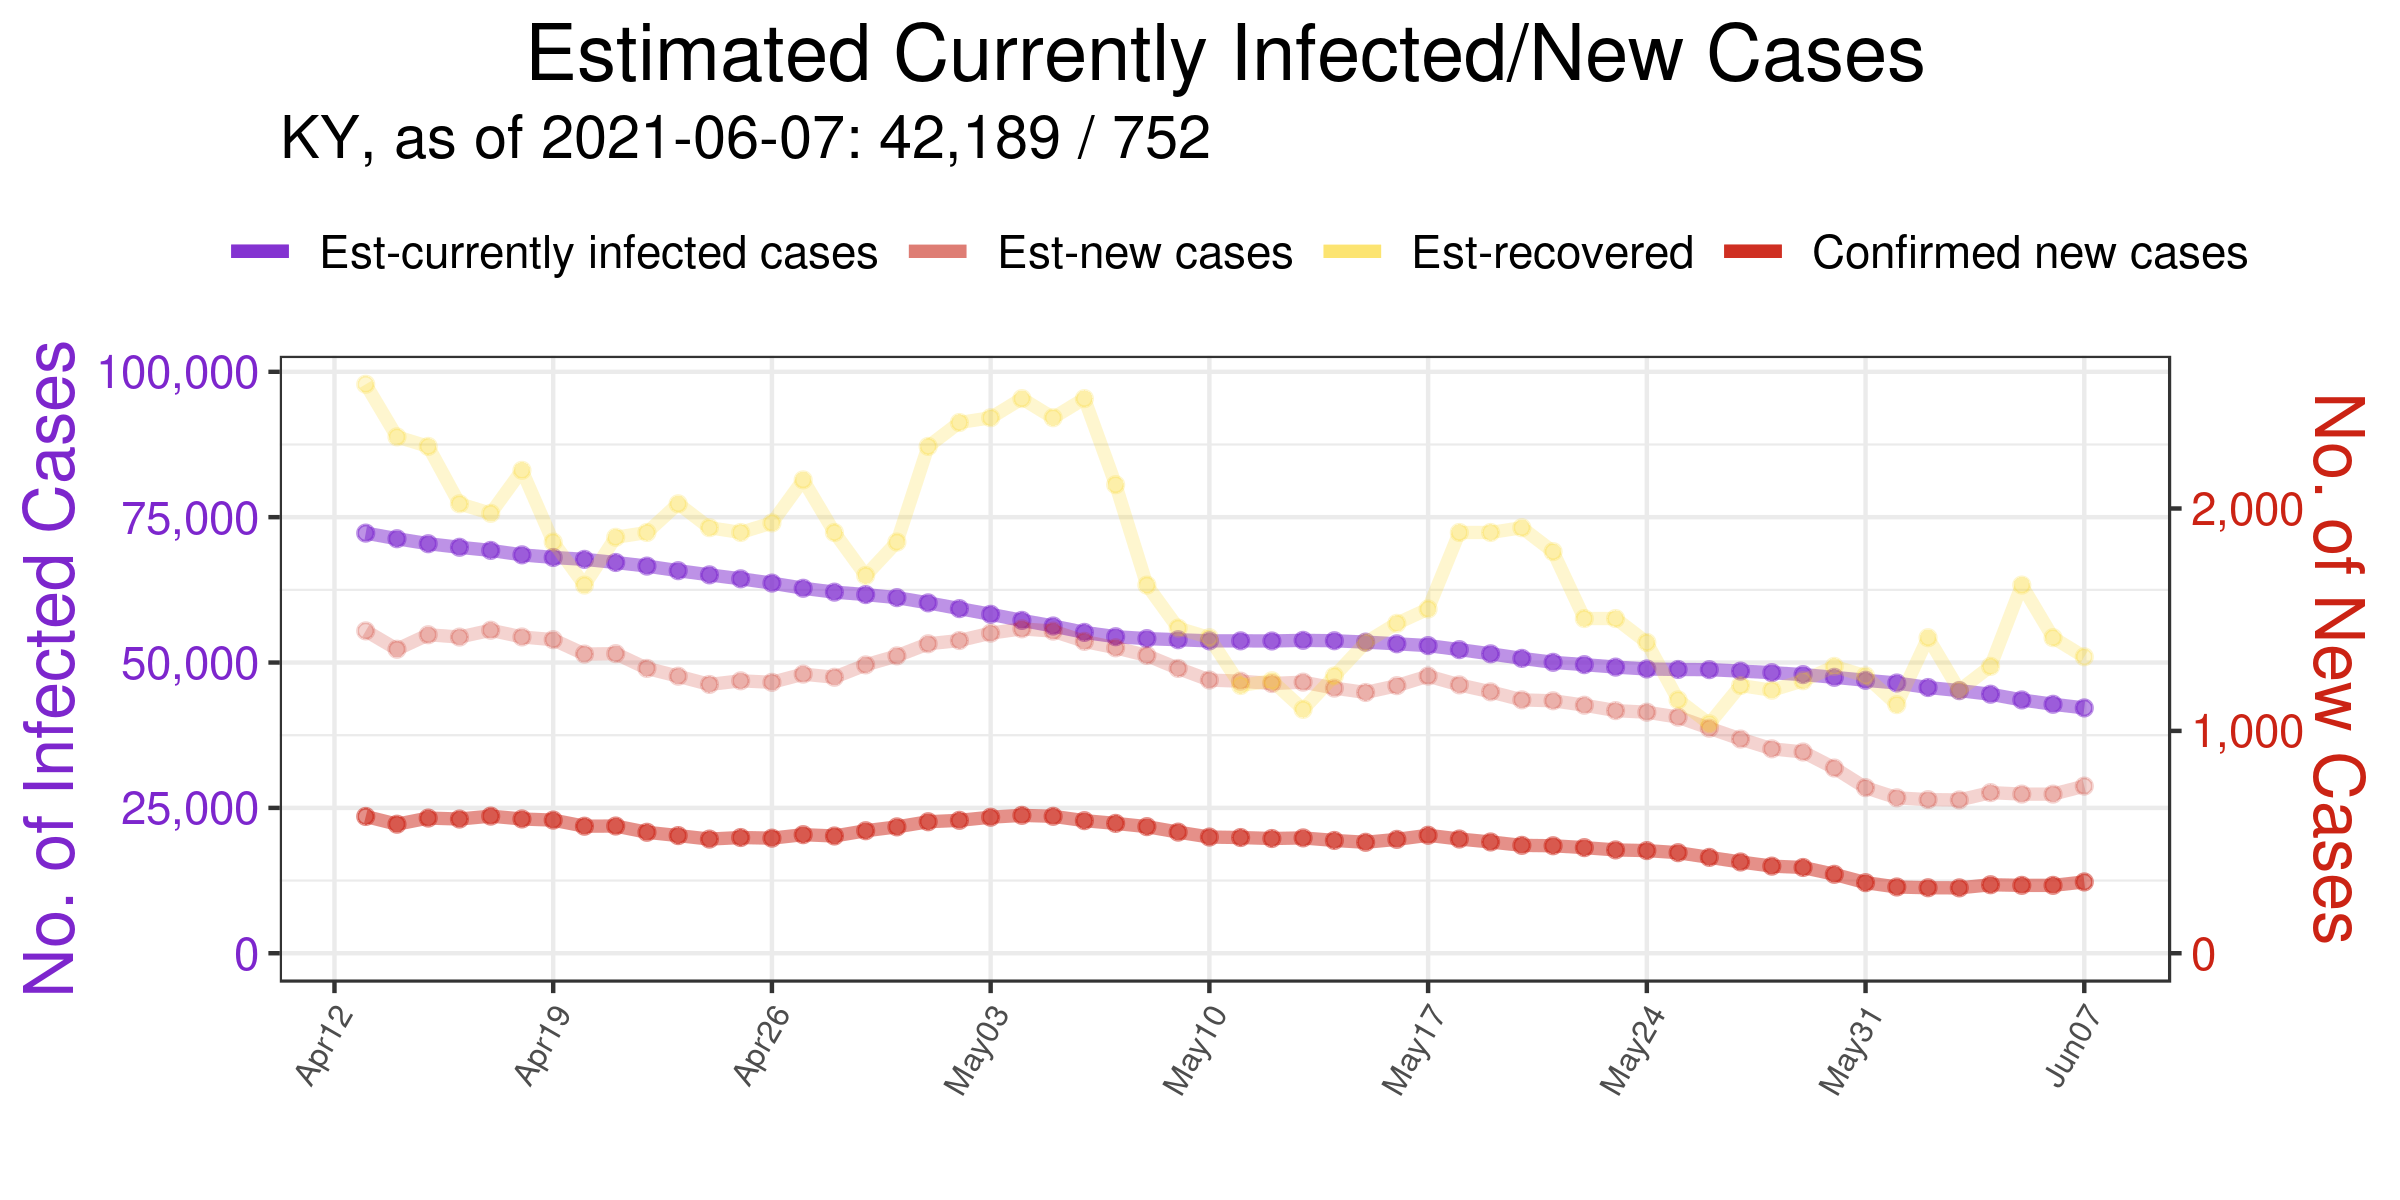 Estimated Currently Infected/New Cases
KY, as of 2021-06-07: 42,189 / 752
Est-currently infected cases Est-new cases Est-recovered Confirmed new cases
No. of Infected Cases
100,000
75,000
50,000
25,000
0
No. of New Cases
2,000
1,000
0
Apr12 Apr19 Apr26 May03 May10 May17 May24 May31 Jun07